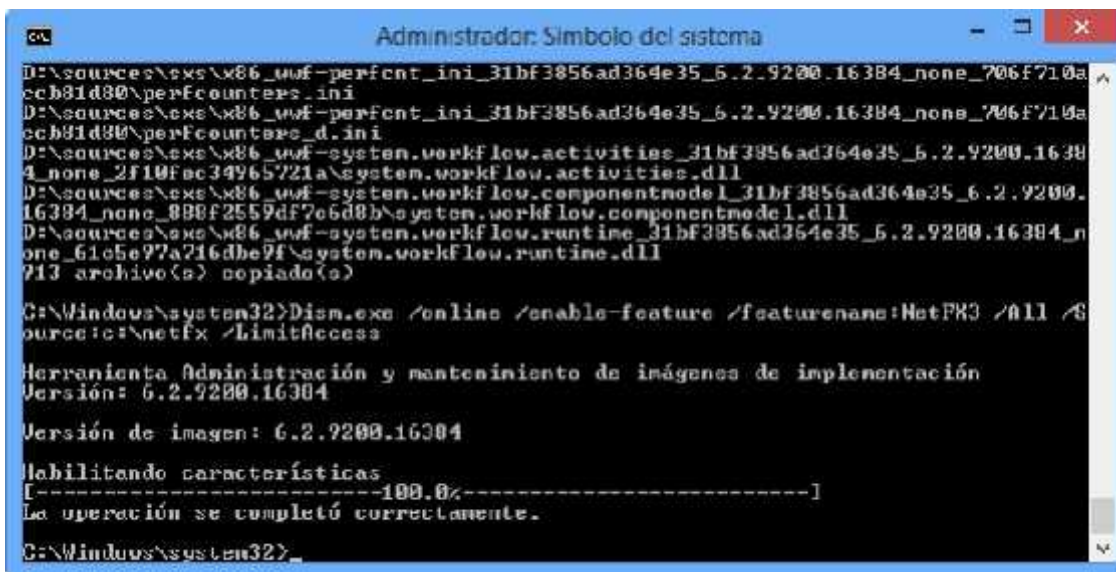 Administrador: Símbolo del sistema
D:\sources\sxs\x86_wwf-perfcnt_ini_31bf3856ad364e35_6.2.9200.16384_none_706f710a
ccb81d80\perfcounters.ini
D:\sources\sxs\x86_wwf-perfcnt_ini_31bf3856ad364e35_6.2.9200.16384_none_706f710a
ccb81d80\perfcounters_d.ini
D:\sources\sxs\x86_wwf-system.workflow.activities_31bf3856ad364e35_6.2.9200.1638
4_none_2f10fec34965721a\system.workflow.activities.dll
D:\sources\sxs\x86_wwf-system.workflow.componentmodel_31bf3856ad364e35_6.2.9200.
16384_none_888f2559df7c6d8b\system.workflow.componentmodel.dll
D:\sources\sxs\x86_wwf-system.workflow.runtime_31bf3856ad364e35_6.2.9200.16384_n
one_61c5e97a716dbe9f\system.workflow.runtime.dll
713 archivo(s) copiado(s)
C:\Windows\system32>Dism.exe /online /enable-feature /featurename:NetFX3 /All /S
ource:c:\netfx /LimitAccess
Herramienta Administración y mantenimiento de imágenes de implementación
Versión: 6.2.9200.16384
Versión de imagen: 6.2.9200.16384
Habilitando características
[--------------------------100.0%--------------------------]
La operación se completó correctamente.
C:\Windows\system32>_